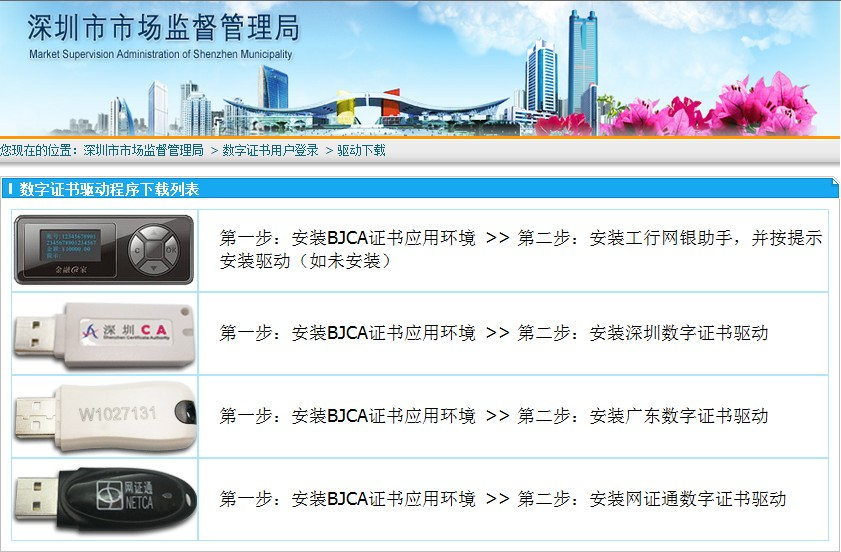 深圳市市场监督管理局
Market Supervision Administration of Shenzhen Municipality
您现在的位置：深圳市市场监督管理局 > 数字证书用户登录 > 驱动下载
数字证书驱动程序下载列表
第一步：安装BJCA证书应用环境 >> 第二步：安装工行网银助手，并按提示
安装驱动（如未安装）
C
OK
深圳CA
Shenzhen Certificate Authority
第一步：安装BJCA证书应用环境 >> 第二步：安装深圳数字证书驱动
W1027131
第一步：安装BJCA证书应用环境 >> 第二步：安装广东数字证书驱动
网证通
NETCA
第一步：安装BJCA证书应用环境 >> 第二步：安装网证通数字证书驱动